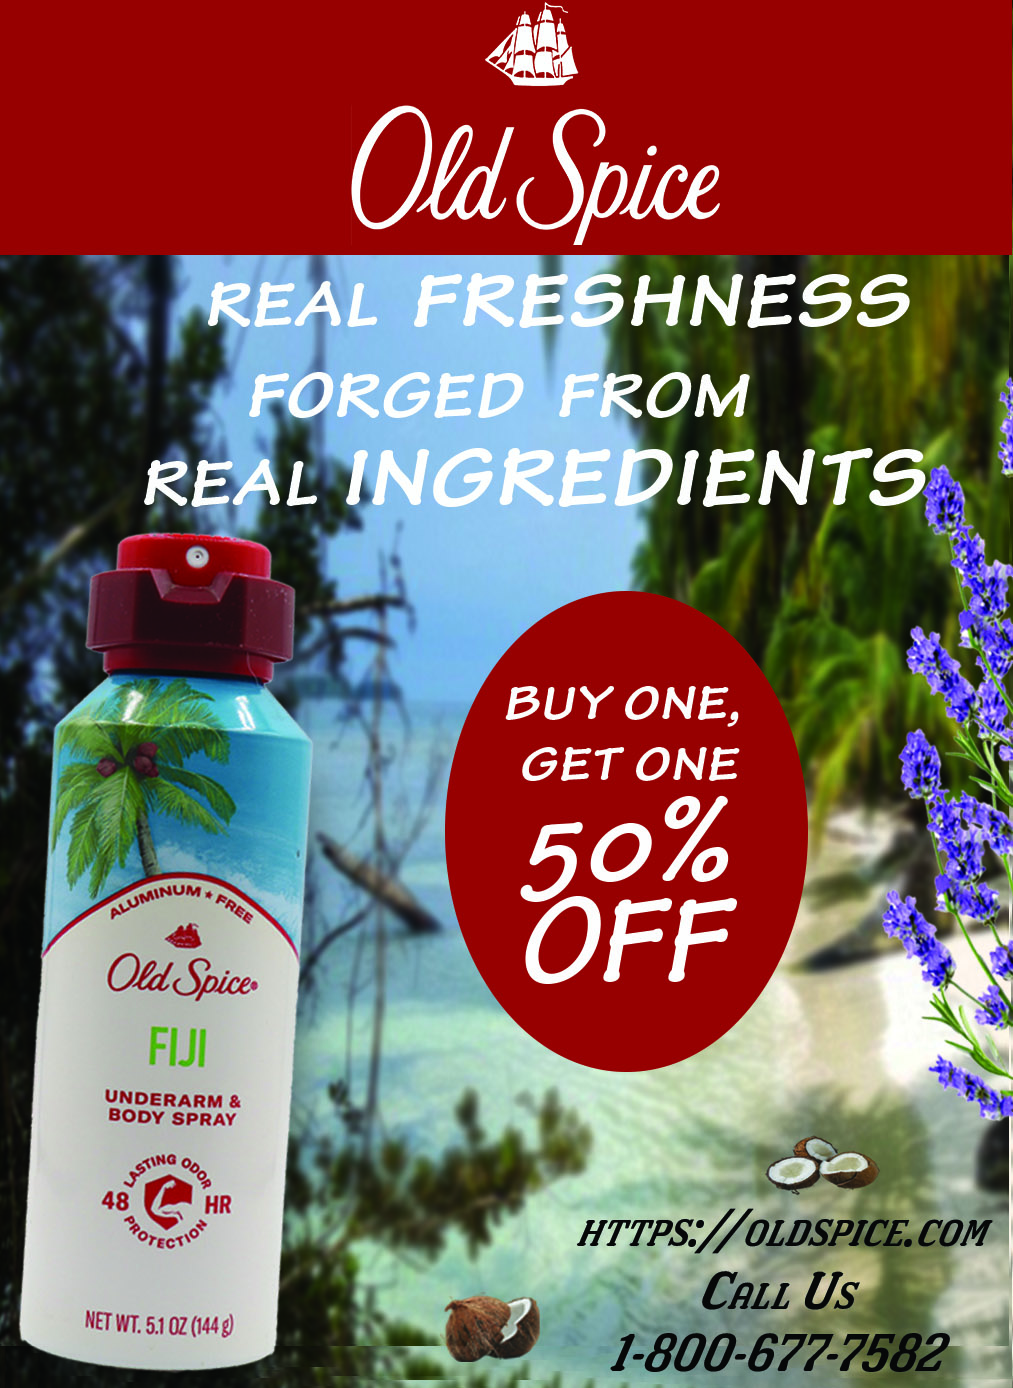 Old Spice
REAL FRESHNESS
FORGED FROM
REAL INGREDIENTS
BUY ONE,
GET ONE
50%
OFF
ALUMINUM ★ FREE
Old Spice®
FIJI
UNDERARM &
BODY SPRAY
LASTING ODOR
48 HR
PROTECTION
NET WT. 5.1 OZ (144 g)
HTTPS://OLDSPICE.COM
CALL US
1-800-677-7582